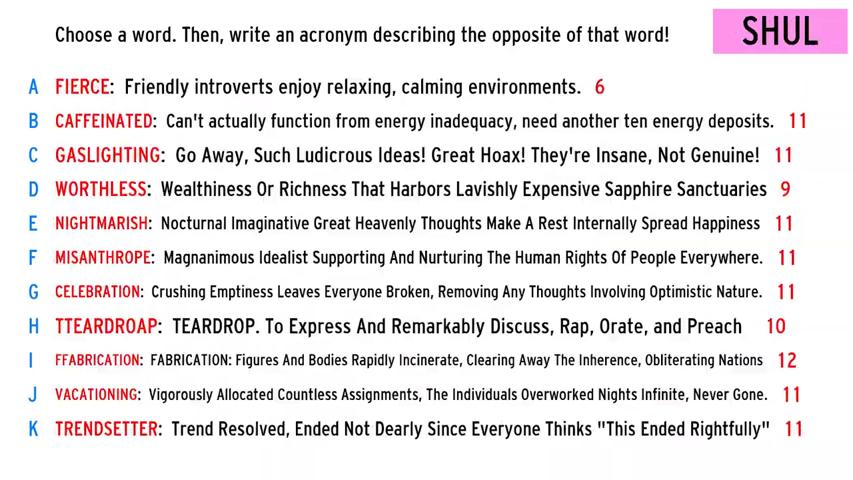 Choose a word. Then, write an acronym describing the opposite of that word!
SHUL
A FIERCE: Friendly introverts enjoy relaxing, calming environments. 6
B CAFFEINATED: Can't actually function from energy inadequacy, need another ten energy deposits. 11
C GASLIGHTING: Go Away, Such Ludicrous Ideas! Great Hoax! They're Insane, Not Genuine! 11
D WORTHLESS: Wealthiness Or Richness That Harbors Lavishly Expensive Sapphire Sanctuaries 9
E NIGHTMARISH: Nocturnal Imaginative Great Heavenly Thoughts Make A Rest Internally Spread Happiness 11
F MISANTHROPE: Magnanimous Idealist Supporting And Nurturing The Human Rights Of People Everywhere. 11
G CELEBRATION: Crushing Emptiness Leaves Everyone Broken, Removing Any Thoughts Involving Optimistic Nature. 11
H TTEARDROAP: TEARDROP. To Express And Remarkably Discuss, Rap, Orate, and Preach 10
I FFABRICATION: FABRICATION: Figures And Bodies Rapidly Incinerate, Clearing Away The Inherence, Obliterating Nations 12
J VACATIONING: Vigorously Allocated Countless Assignments, The Individuals Overworked Nights Infinite, Never Gone. 11
K TRENDSETTER: Trend Resolved, Ended Not Dearly Since Everyone Thinks "This Ended Rightfully" 11